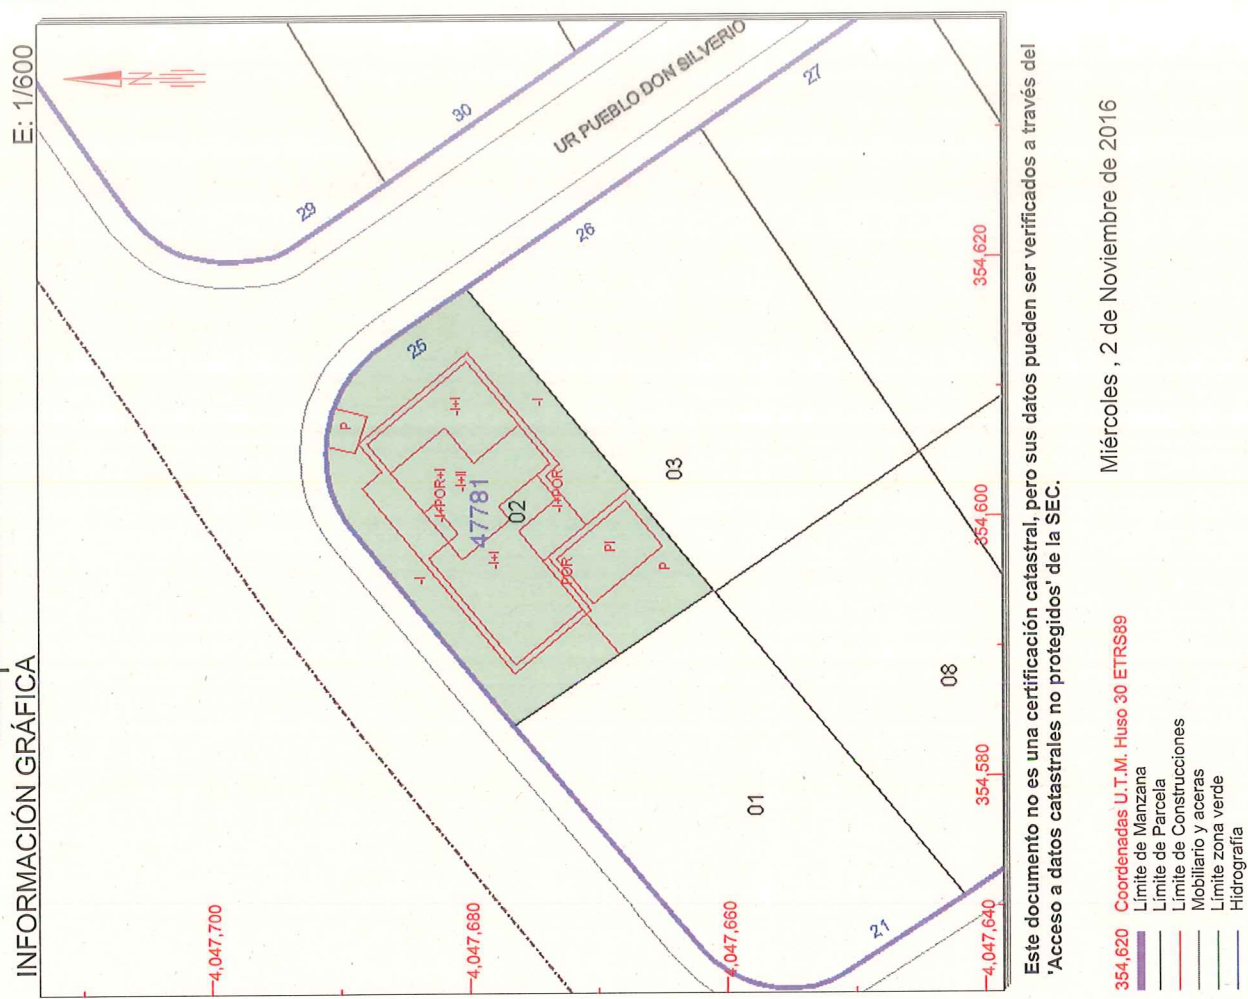 INFORMACIÓN GRÁFICA
E: 1/600
N
4,047,700
4,047,680
4,047,660
4,047,640
354,580
354,600
354,620
29
30
UR PUEBLO DON SILVERIO
27
26
25
P
-I+I
-I
-I+POR+I
-I+II
47781
02
-I+POR
-I+I
-I
POR
PI
P
03
01
08
21
Este documento no es una certificación catastral, pero sus datos pueden ser verificados a través del
'Acceso a datos catastrales no protegidos' de la SEC.
354,620 Coordenadas U.T.M. Huso 30 ETRS89
Límite de Manzana
Límite de Parcela
Límite de Construcciones
Mobiliario y aceras
Límite zona verde
Hidrografía
Miércoles , 2 de Noviembre de 2016